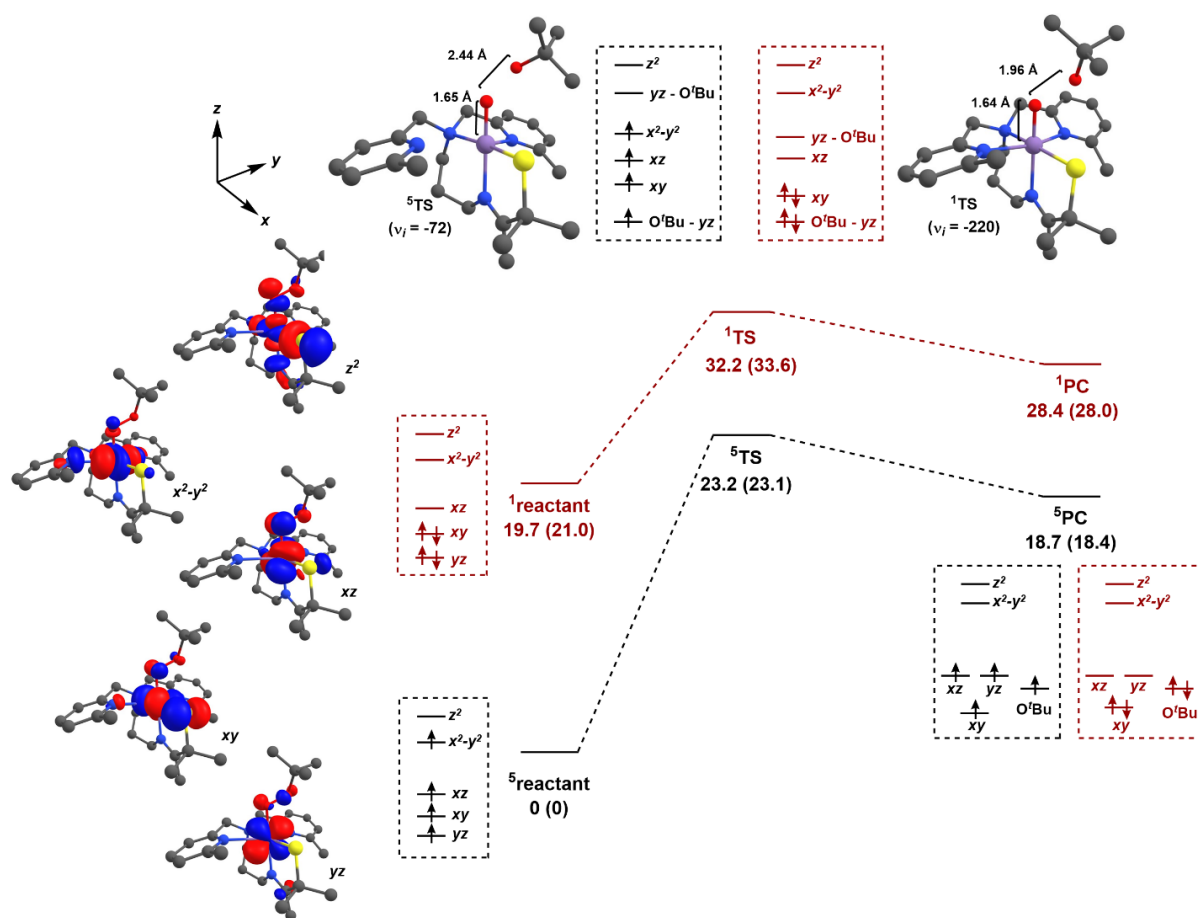 2.44 Å
1.65 Å
⁵TS
(νᵢ = -72)
z²
yz - OᵗBu
x²-y²
xz
xy
OᵗBu - yz
z²
x²-y²
yz - OᵗBu
xz
xy
OᵗBu - yz
1.96 Å
1.64 Å
¹TS
(νᵢ = -220)
z
y
x
z²
x²-y²
xz
xy
yz
z²
x²-y²
xz
xy
yz
¹reactant
19.7 (21.0)
¹TS
32.2 (33.6)
¹PC
28.4 (28.0)
⁵TS
23.2 (23.1)
⁵PC
18.7 (18.4)
z²
x²-y²
xz
xy
yz
⁵reactant
0 (0)
z²
x²-y²
xz yz
OᵗBu
xy
z²
x²-y²
xz yz
OᵗBu
xy